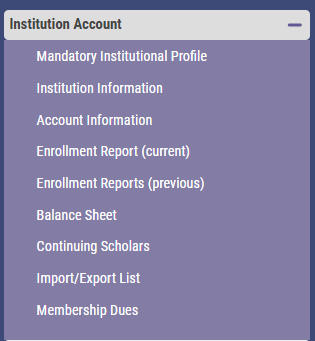 Institution Account
Mandatory Institutional Profile
Institution Information
Account Information
Enrollment Report (current)
Enrollment Reports (previous)
Balance Sheet
Continuing Scholars
Import/Export List
Membership Dues